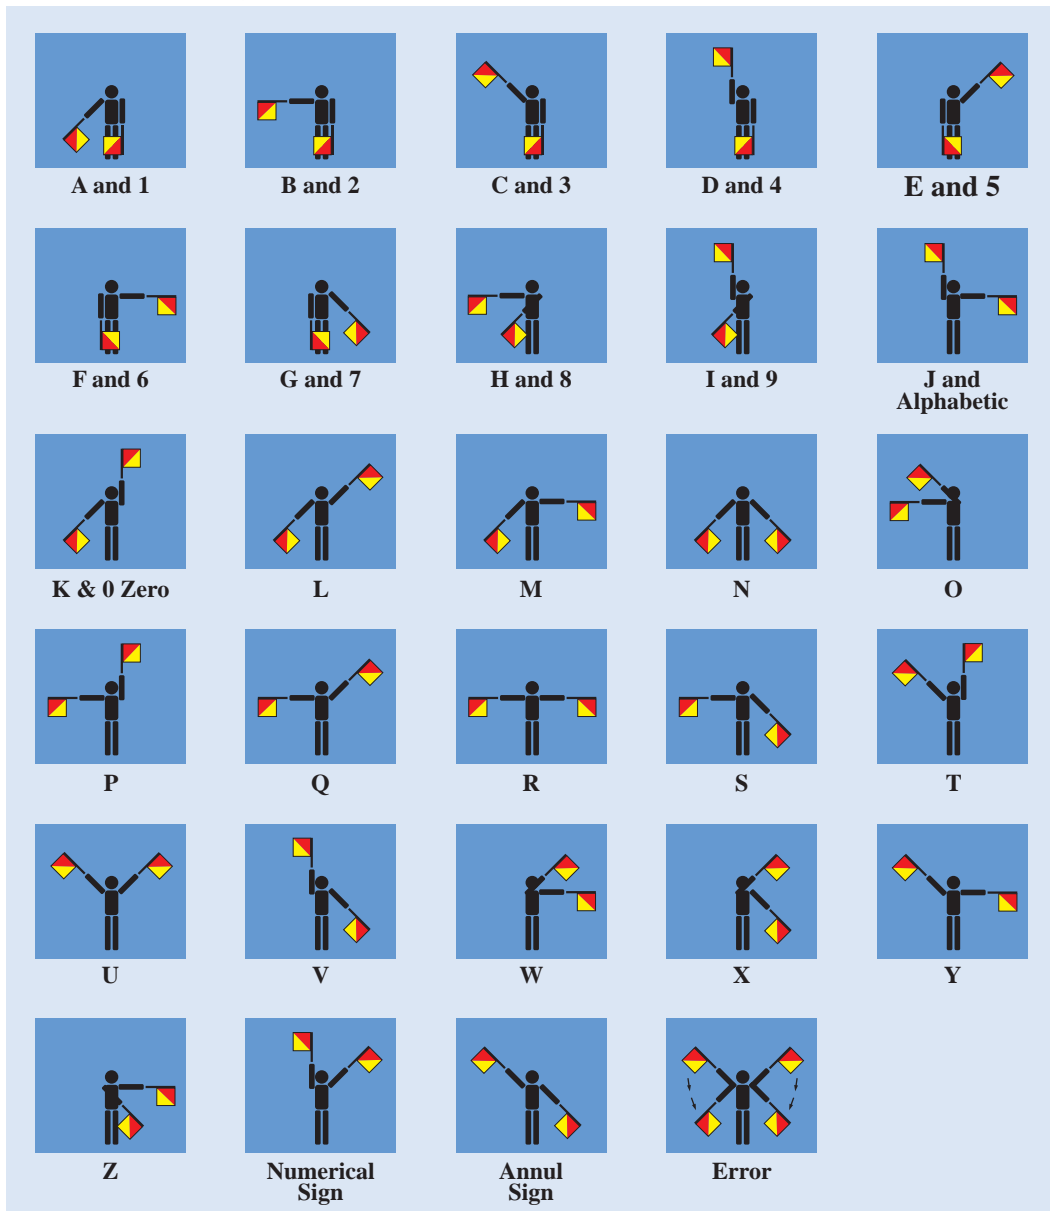 A and 1
B and 2
C and 3
D and 4
E and 5
F and 6
G and 7
H and 8
I and 9
J and
Alphabetic
K & 0 Zero
L
M
N
O
P
Q
R
S
T
U
V
W
X
Y
Z
Numerical
Sign
Annul
Sign
Error